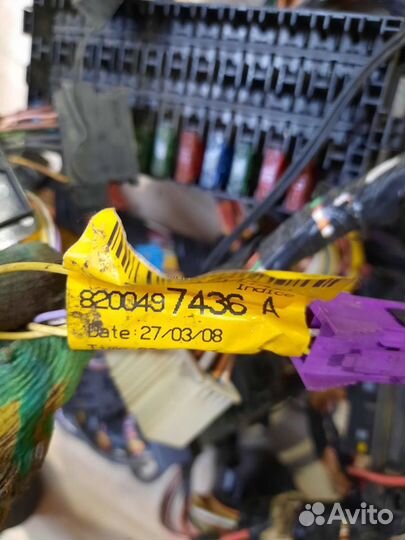 Indice
8200497436 A
Date: 27/03/08
Avito